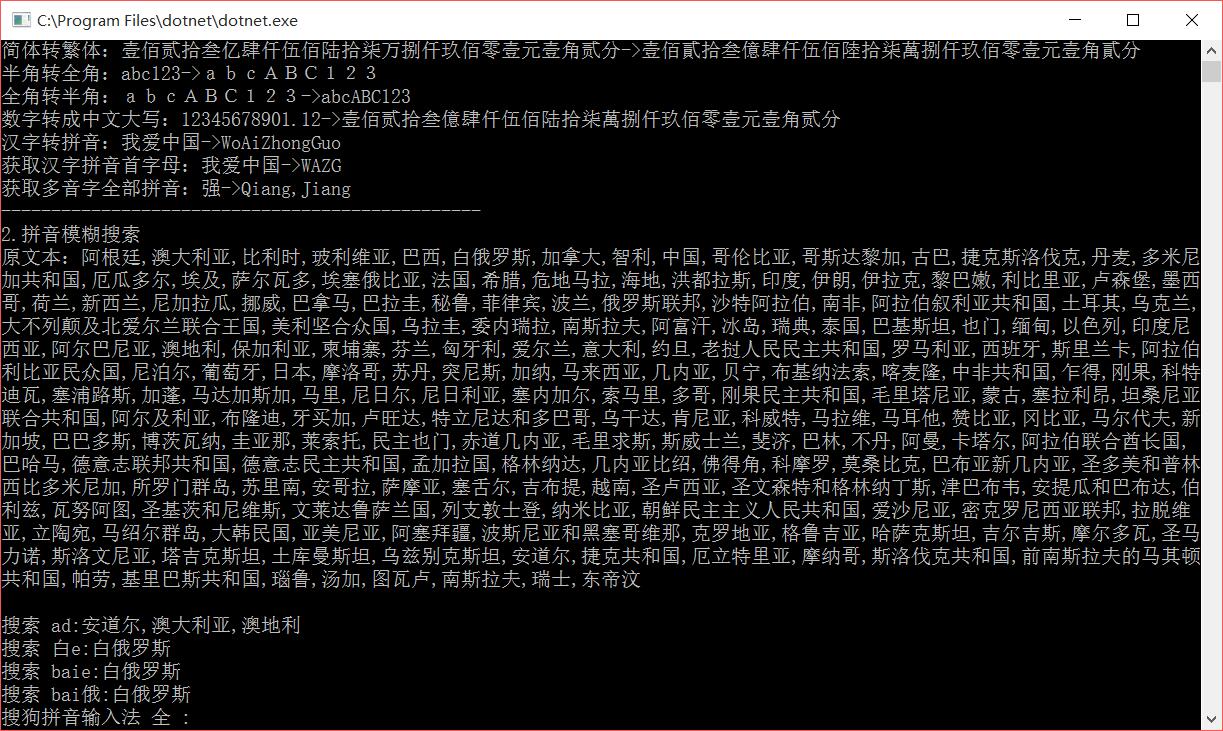 C:\Program Files\dotnet\dotnet.exe
简体转繁体：壹佰贰拾叁亿肆仟伍佰陆拾柒万捌仟玖佰零壹元壹角贰分->壹佰貳拾叁億肆仟伍佰陸拾柒萬捌仟玖佰零壹元壹角貳分
半角转全角：abc123->ａｂｃＡＢＣ１２３
全角转半角：ａｂｃＡＢＣ１２３->abcABC123
数字转成中文大写：12345678901.12->壹佰贰拾叁億肆仟伍佰陆拾柒萬捌仟玖佰零壹元壹角贰分
汉字转拼音：我爱中国->WoAiZhongGuo
获取汉字拼音首字母：我爱中国->WAZG
获取多音字全部拼音：强->Qiang,Jiang
------------------------------------------------
2.拼音模糊搜索
原文本：阿根廷,澳大利亚,比利时,玻利维亚,巴西,白俄罗斯,加拿大,智利,中国,哥伦比亚,哥斯达黎加,古巴,捷克斯洛伐克,丹麦,多米尼
加共和国,厄瓜多尔,埃及,萨尔瓦多,埃塞俄比亚,法国,希腊,危地马拉,海地,洪都拉斯,印度,伊朗,伊拉克,黎巴嫩,利比里亚,卢森堡,墨西
哥,荷兰,新西兰,尼加拉瓜,挪威,巴拿马,巴拉圭,秘鲁,菲律宾,波兰,俄罗斯联邦,沙特阿拉伯,南非,阿拉伯叙利亚共和国,土耳其,乌克兰,
大不列颠及北爱尔兰联合王国,美利坚合众国,乌拉圭,委内瑞拉,南斯拉夫,阿富汗,冰岛,瑞典,泰国,巴基斯坦,也门,缅甸,以色列,印度尼
西亚,阿尔巴尼亚,澳地利,保加利亚,柬埔寨,芬兰,匈牙利,爱尔兰,意大利,约旦,老挝人民民主共和国,罗马利亚,西班牙,斯里兰卡,阿拉伯
利比亚民众国,尼泊尔,葡萄牙,日本,摩洛哥,苏丹,突尼斯,加纳,马来西亚,几内亚,贝宁,布基纳法索,喀麦隆,中非共和国,乍得,刚果,科特
迪瓦,塞浦路斯,加蓬,马达加斯加,马里,尼日尔,尼日利亚,塞内加尔,索马里,多哥,刚果民主共和国,毛里塔尼亚,蒙古,塞拉利昂,坦桑尼亚
联合共和国,阿尔及利亚,布隆迪,牙买加,卢旺达,特立尼达和多巴哥,乌干达,肯尼亚,科威特,马拉维,马耳他,赞比亚,冈比亚,马尔代夫,新
加坡,巴巴多斯,博茨瓦纳,圭亚那,莱索托,民主也门,赤道几内亚,毛里求斯,斯威士兰,斐济,巴林,不丹,阿曼,卡塔尔,阿拉伯联合酋长国,
巴哈马,德意志联邦共和国,德意志民主共和国,孟加拉国,格林纳达,几内亚比绍,佛得角,科摩罗,莫桑比克,巴布亚新几内亚,圣多美和普林
西比多米尼加,所罗门群岛,苏里南,安哥拉,萨摩亚,塞舌尔,吉布提,越南,圣卢西亚,圣文森特和格林纳丁斯,津巴布韦,安提瓜和巴布达,伯
利兹,瓦努阿图,圣基茨和尼维斯,文莱达鲁萨兰国,列支敦士登,纳米比亚,朝鲜民主主义人民共和国,爱沙尼亚,密克罗尼西亚联邦,拉脱维
亚,立陶宛,马绍尔群岛,大韩民国,亚美尼亚,阿塞拜疆,波斯尼亚和黑塞哥维那,克罗地亚,格鲁吉亚,哈萨克斯坦,吉尔吉斯,摩尔多瓦,圣马
力诺,斯洛文尼亚,塔吉克斯坦,土库曼斯坦,乌兹别克斯坦,安道尔,捷克共和国,厄立特里亚,摩纳哥,斯洛伐克共和国,前南斯拉夫的马其顿
共和国,帕劳,基里巴斯共和国,瑙鲁,汤加,图瓦卢,南斯拉夫,瑞士,东帝汶
搜索 ad:安道尔,澳大利亚,澳地利
搜索 白e:白俄罗斯
搜索 baie:白俄罗斯
搜索 bai俄:白俄罗斯
搜狗拼音输入法 全 :